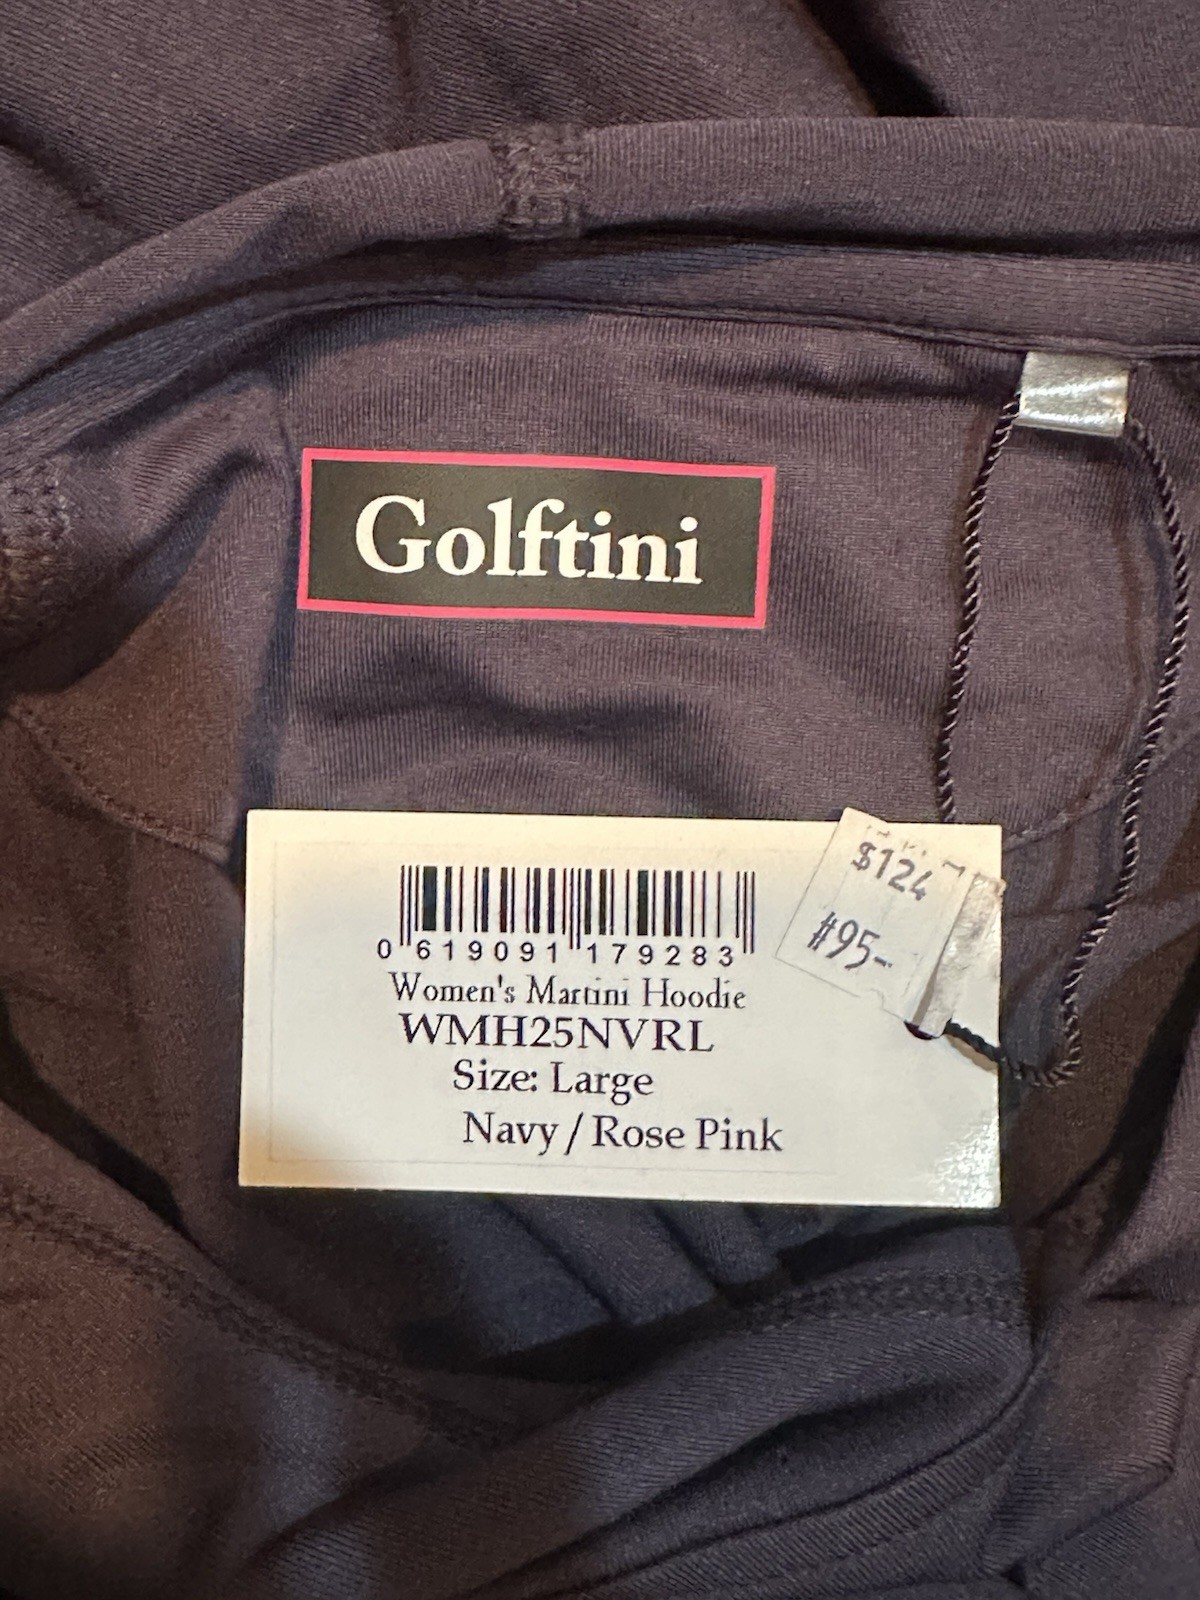 Golftini
$124
#95-
0 619091 179283
Women's Martini Hoodie
WMH25NVRL
Size: Large
Navy / Rose Pink